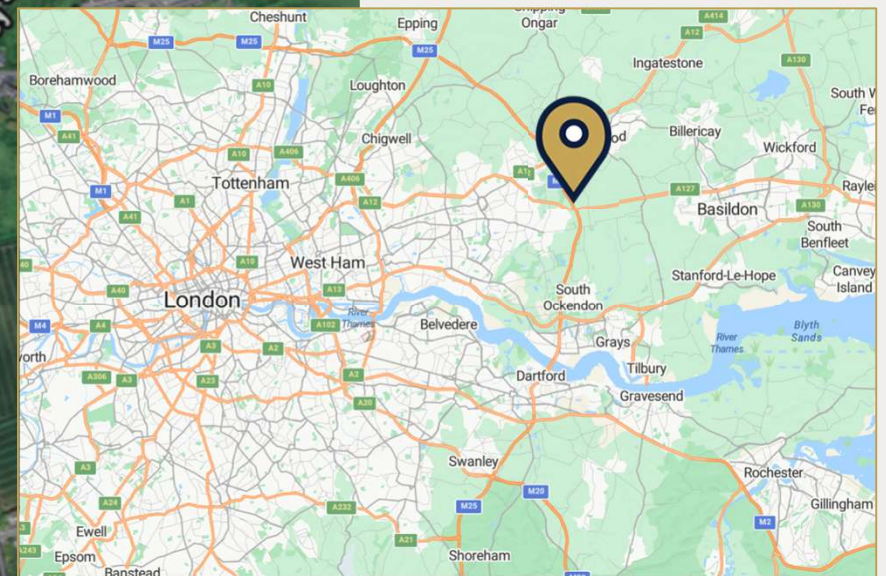 Cheshunt
Epping
Ongar
A414
M25
M25
M25
A12
Ingatestone
A130
Borehamwood
A10
Loughton
South W
Fe
M1
A41
Chigwell
od
Billericay
Wickford
A10
A406
Tottenham
A406
M1
A1
A12
A127
Rayle
A41
Basildon
A130
South
Benfleet
A10
West Ham
Stanford-Le-Hope
Canvey
Island
40
A40
A13
London
South
Ockendon
River
Thames
M4
A4
A102
Belvedere
River
Thames
Blyth
Sands
A3
A2
Grays
orth
A306
A3
A23
A2
Dartford
Tilbury
A20
Gravesend
A3
Swanley
Rochester
M25
M20
A24
A232
Gillingham
M2
Ewell
A21
A243
Epsom
Shoreham
Banstead